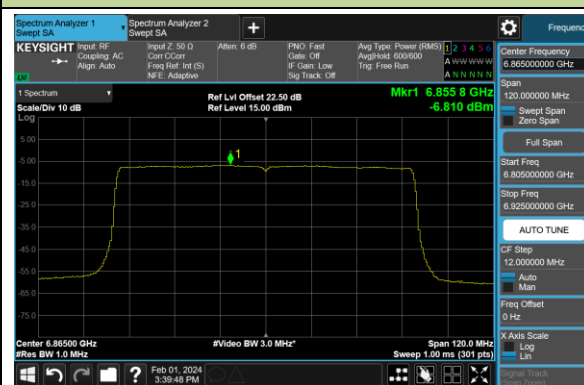 Spectrum Analyzer 1
Swept SA
Spectrum Analyzer 2
Swept SA
+
Frequen
KEYSIGHT
Input: RF
Coupling: AC
Align: Auto
Input Z: 50 Ω
Corr CCorr
Freq Ref: Int (S)
NFE: Adaptive
Atten: 6 dB
PNO: Fast
Gate: Off
IF Gain: Low
Sig Track: Off
Avg Type: Power (RMS)
Avg|Hold: 600/600
Trig: Free Run
1 2 3 4 5 6
A W W W W W
A N N N N N
LXI
1 Spectrum
Scale/Div 10 dB
Ref Lvl Offset 22.50 dB
Ref Level 15.00 dBm
Mkr1 6.855 8 GHz
-6.810 dBm
Log
5.00
-5.00
-15.0
-25.0
-35.0
-45.0
-55.0
-65.0
-75.0
1
Center 6.86500 GHz
#Res BW 1.0 MHz
#Video BW 3.0 MHz*
Span 120.0 MHz
Sweep 1.00 ms (301 pts)
Center Frequency
6.865000000 GHz
Span
120.000000 MHz
Swept Span
Zero Span
Full Span
Start Freq
6.805000000 GHz
Stop Freq
6.925000000 GHz
AUTO TUNE
CF Step
12.000000 MHz
Auto
Man
Freq Offset
0 Hz
X Axis Scale
Log
Lin
Signal Track
(Span Zoom)
?
Feb 01, 2024
3:39:48 PM